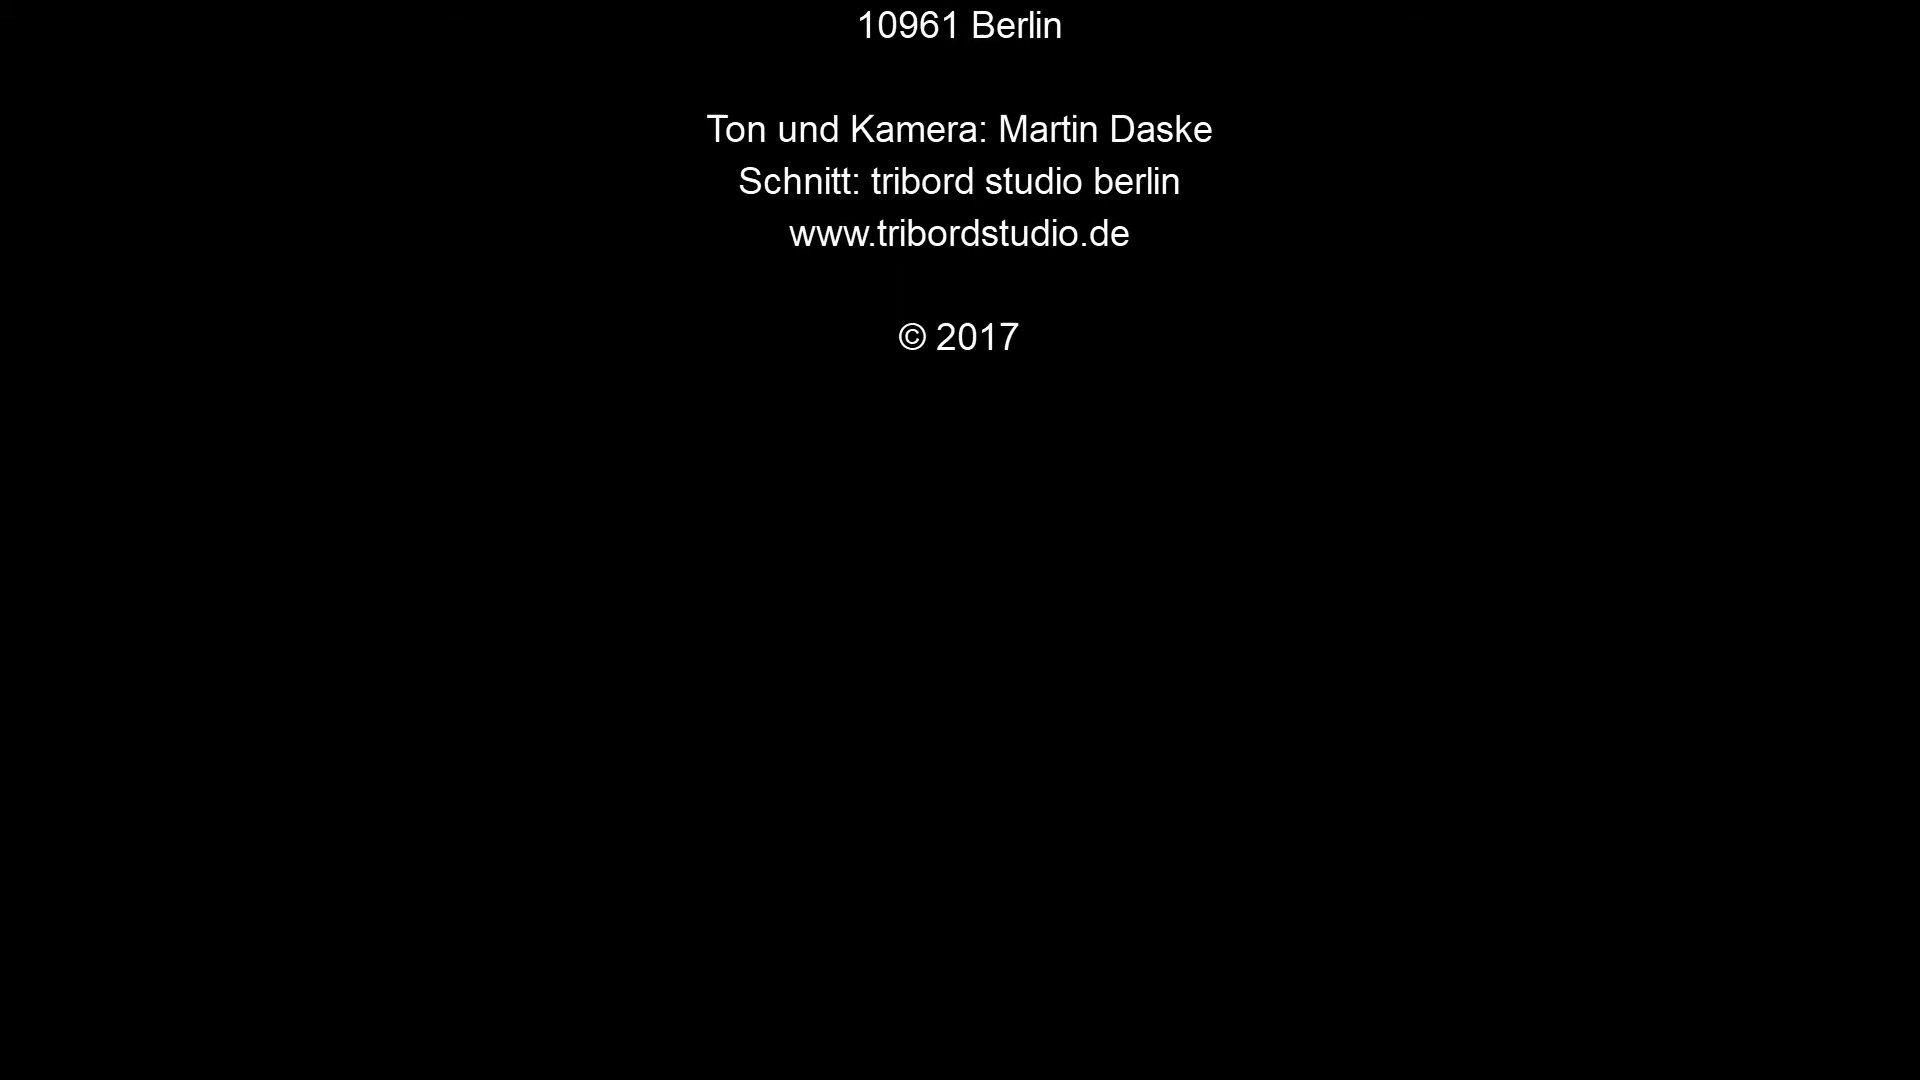 10961 Berlin
Ton und Kamera: Martin Daske
Schnitt: tribord studio berlin
www.tribordstudio.de
© 2017